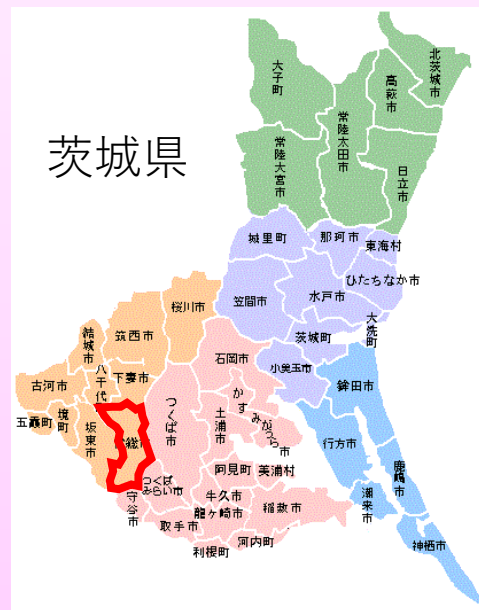 茨城県
北茨城市
大子町
高萩市
常陸太田市
常陸大宮市
日立市
城里町
那珂市
東海村
ひたちなか市
笠間市
水戸市
大洗町
茨城町
小美玉市
桜川市
筑西市
結城市
八千代
下妻市
古河市
五霞町
境町
坂東市
総市
石岡市
かすみがうら市
つくば市
土浦市
阿見町
美浦村
つくば
みらい市
牛久市
守谷市
龍ヶ崎市
稲敷市
取手市
河内町
利根町
鉾田市
行方市
鹿嶋市
潮来市
神栖市